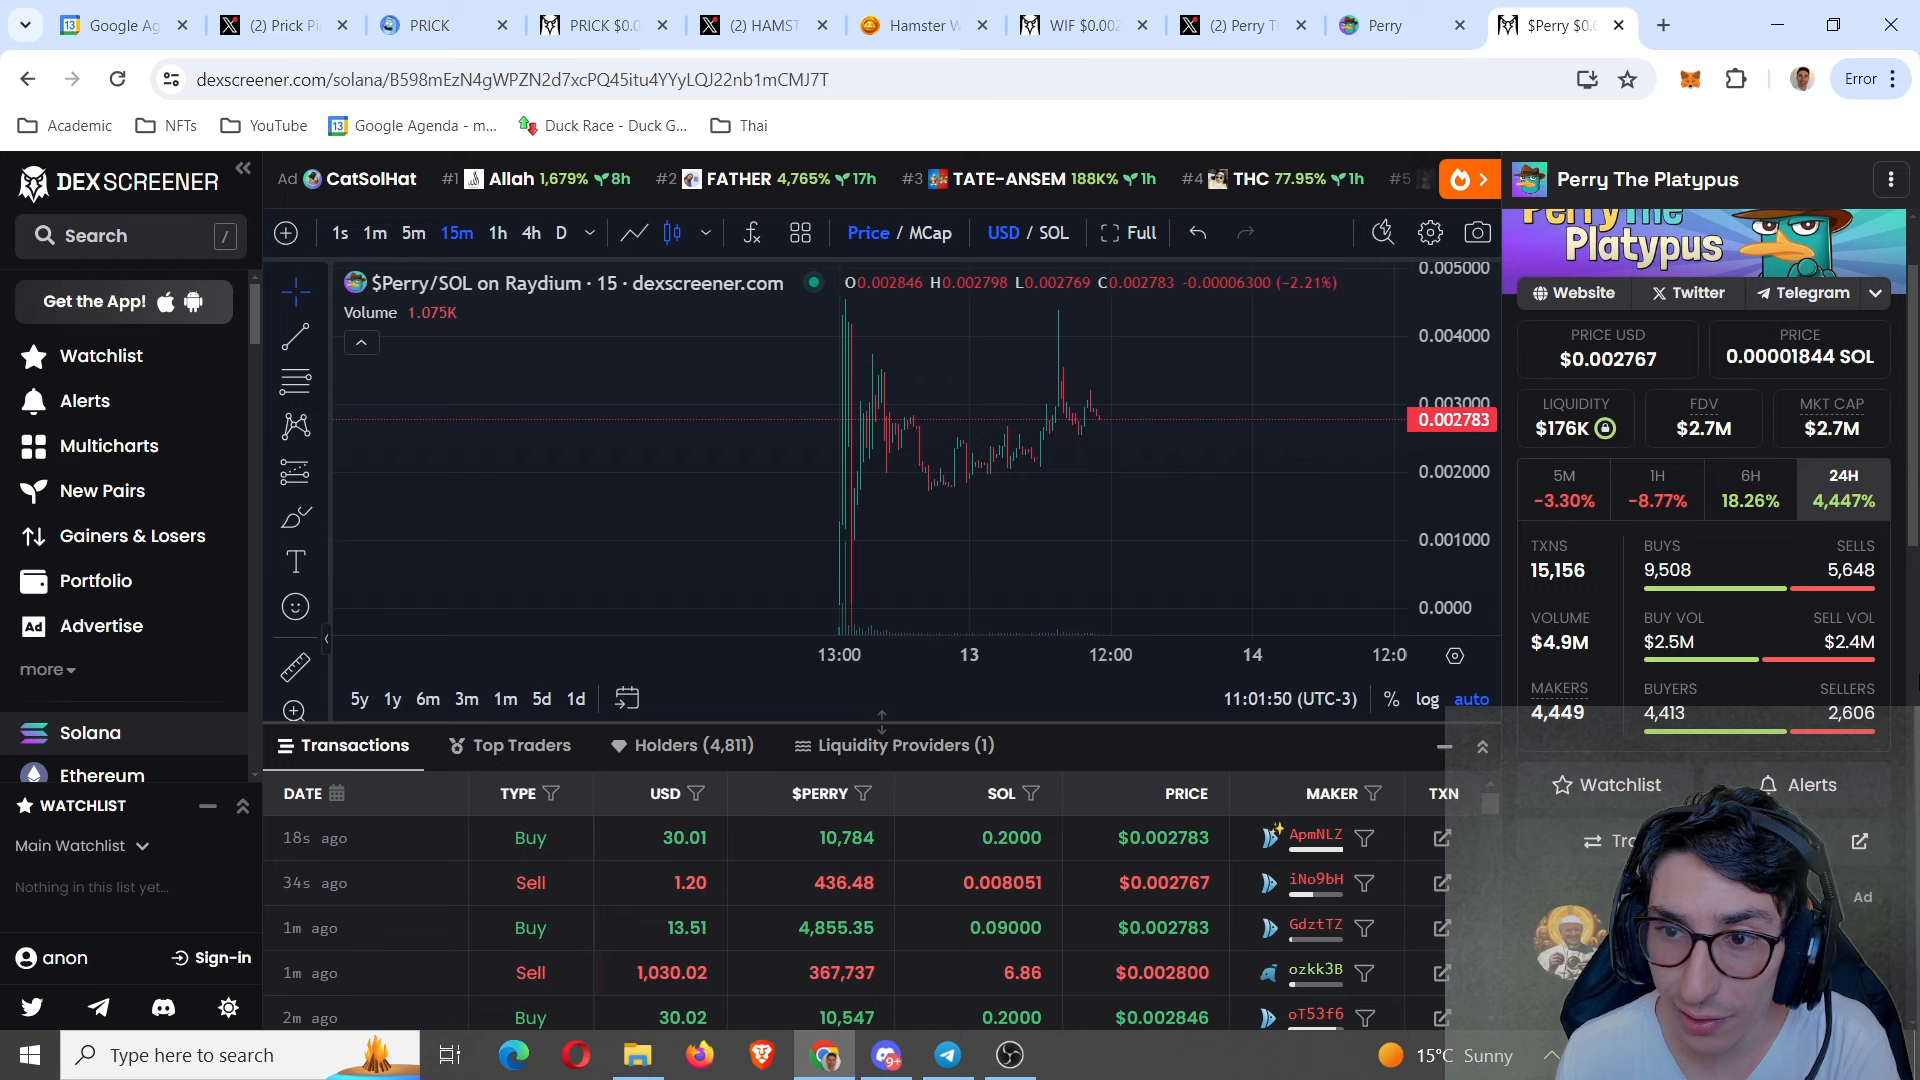 Google Ag
(2) Prick Pi
PRICK
PRICK $0.0
(2) HAMST
Hamster W
WIF $0.002
(2) Perry T
Perry
$Perry $0.0
dexscreener.com/solana/B598mEzN4gWPZN2d7xcPQ45itu4YYyLQJ22nb1mCMJ7T
Error
Academic
NFTs
YouTube
Google Agenda - m...
Duck Race - Duck G...
Thai
DEXSCREENER
Search
/
Get the App!
Watchlist
Alerts
Multicharts
New Pairs
Gainers & Losers
Portfolio
Ad Advertise
more
Solana
Ethereum
WATCHLIST
Main Watchlist
Nothing in this list yet...
anon
Sign-in
Ad CatSolHat #1 Allah 1,679% 8h #2 FATHER 4,765% 17h #3 TATE-ANSEM 188K% 1h #4 THC 77.95% 1h #5
1s 1m 5m 15m 1h 4h D
Price / MCap
USD / SOL
Full
$Perry/SOL on Raydium · 15 · dexscreener.com
O0.002846 H0.002798 L0.002769 C0.002783 -0.00006300 (-2.21%)
Volume 1.075K
0.005000
0.004000
0.003000
0.002783
0.002000
0.001000
0.0000
13:00 13 12:00 14 12:0
5y 1y 6m 3m 1m 5d 1d
11:01:50 (UTC-3) % log auto
Transactions Top Traders Holders (4,811) Liquidity Providers (1)
DATE TYPE USD $PERRY SOL PRICE MAKER TXN
18s ago Buy 30.01 10,784 0.2000 $0.002783 ApmNLZ
34s ago Sell 1.20 436.48 0.008051 $0.002767 iNo9bH
1m ago Buy 13.51 4,855.35 0.09000 $0.002783 GdztTZ
1m ago Sell 1,030.02 367,737 6.86 $0.002800 ozkk3B
2m ago Buy 30.02 10,547 0.2000 $0.002846 oT53f6
Perry The Platypus
Perry The
Platypus
Website Twitter Telegram
PRICE USD
$0.002767
PRICE
0.00001844 SOL
LIQUIDITY
$176K
FDV
$2.7M
MKT CAP
$2.7M
5M
-3.30%
1H
-8.77%
6H
18.26%
24H
4,447%
TXNS
15,156
BUYS
9,508
SELLS
5,648
VOLUME
$4.9M
BUY VOL
$2.5M
SELL VOL
$2.4M
MAKERS
4,449
BUYERS
4,413
SELLERS
2,606
Watchlist
Alerts
Ad
Type here to search
9+
15°C Sunny